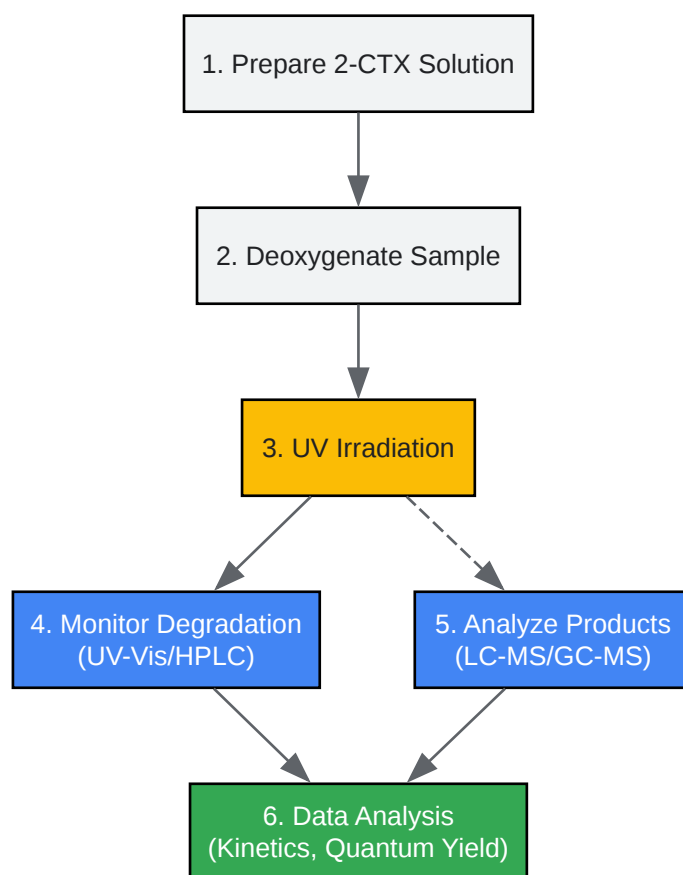 1. Prepare 2-CTX Solution
2. Deoxygenate Sample
3. UV Irradiation
4. Monitor Degradation
(UV-Vis/HPLC)
5. Analyze Products
(LC-MS/GC-MS)
6. Data Analysis
(Kinetics, Quantum Yield)